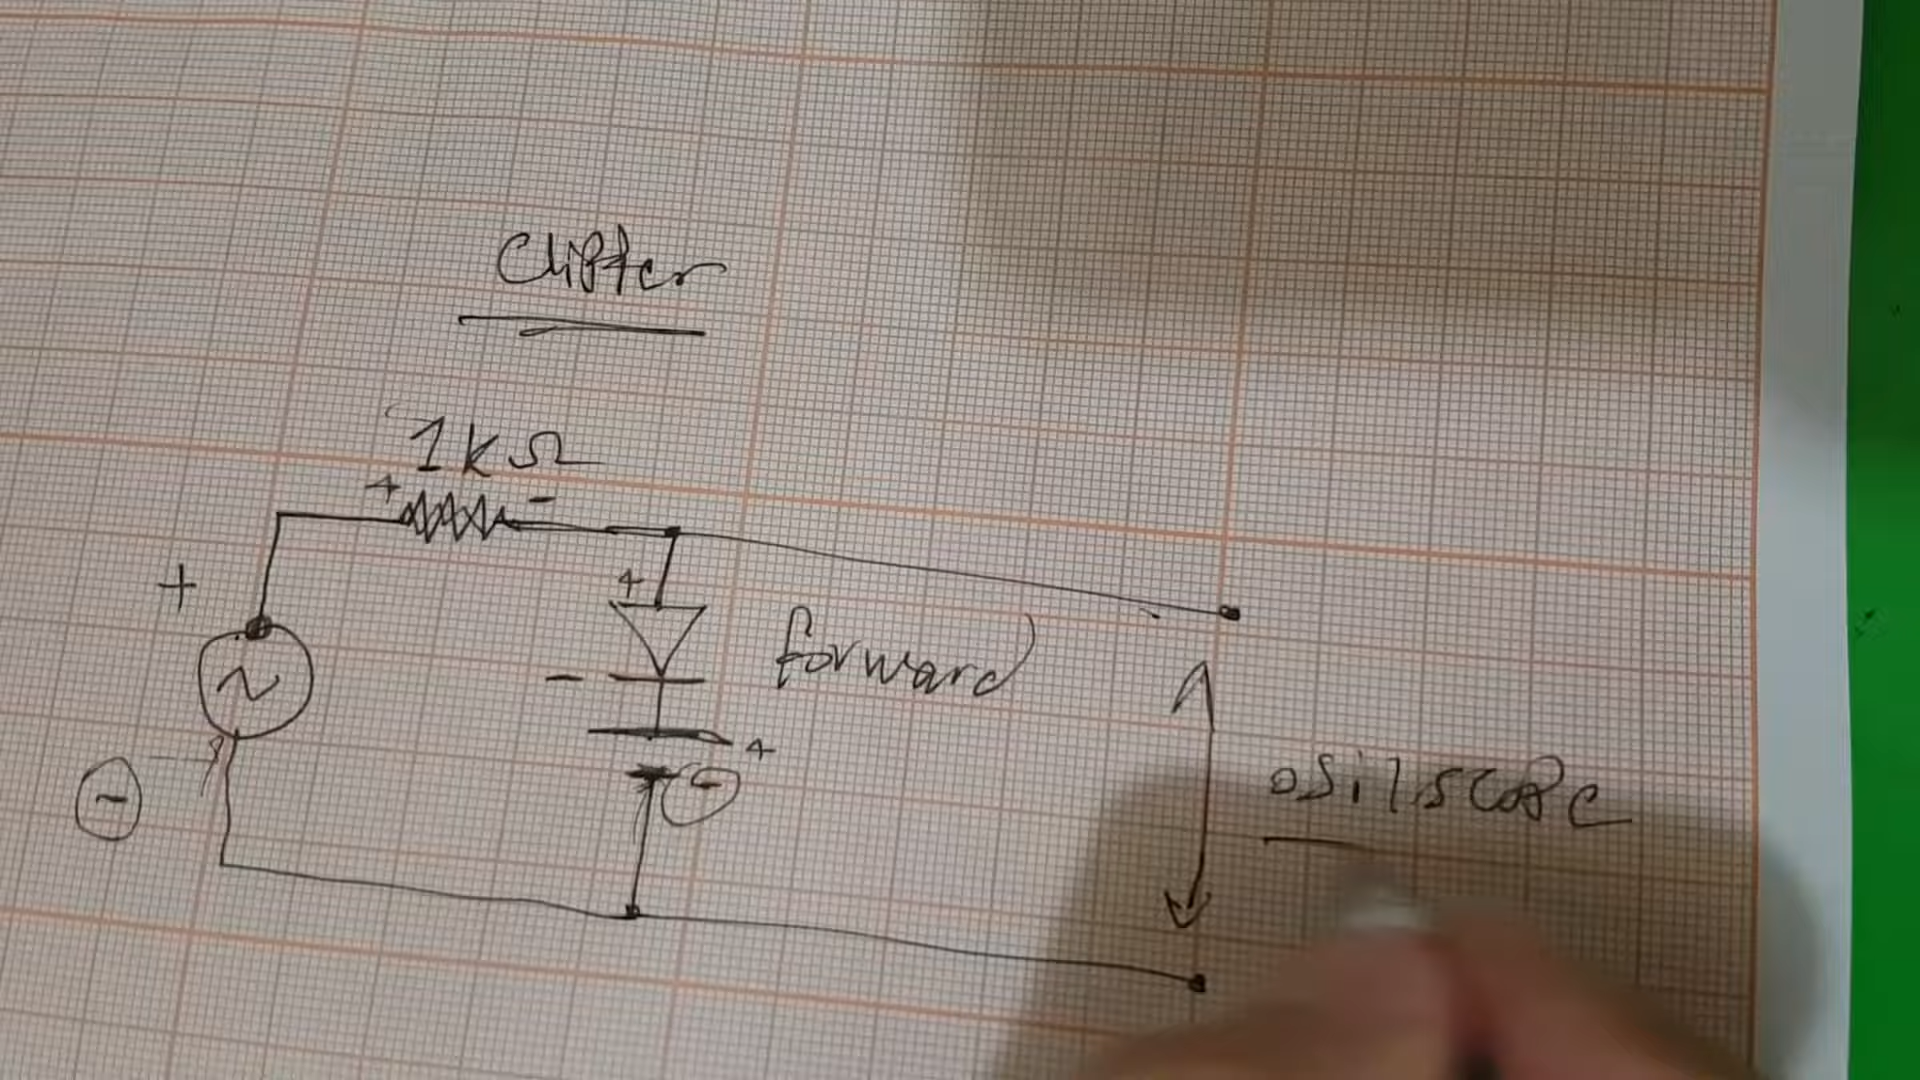 Clipper
1kΩ
+ -
+
+
forward
-
+
-
-
osilscope